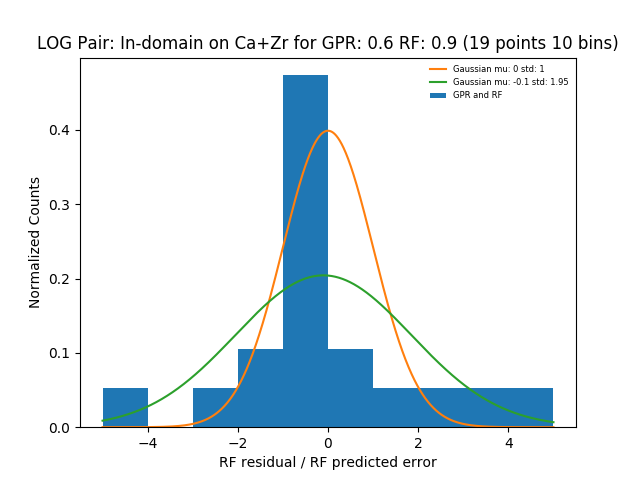 LOG Pair: In-domain on Ca+Zr for GPR: 0.6 RF: 0.9 (19 points 10 bins)
Gaussian mu: 0 std: 1
Gaussian mu: -0.1 std: 1.95
GPR and RF
Normalized Counts
0.4
0.3
0.2
0.1
0.0
−4 −2 0 2 4
RF residual / RF predicted error